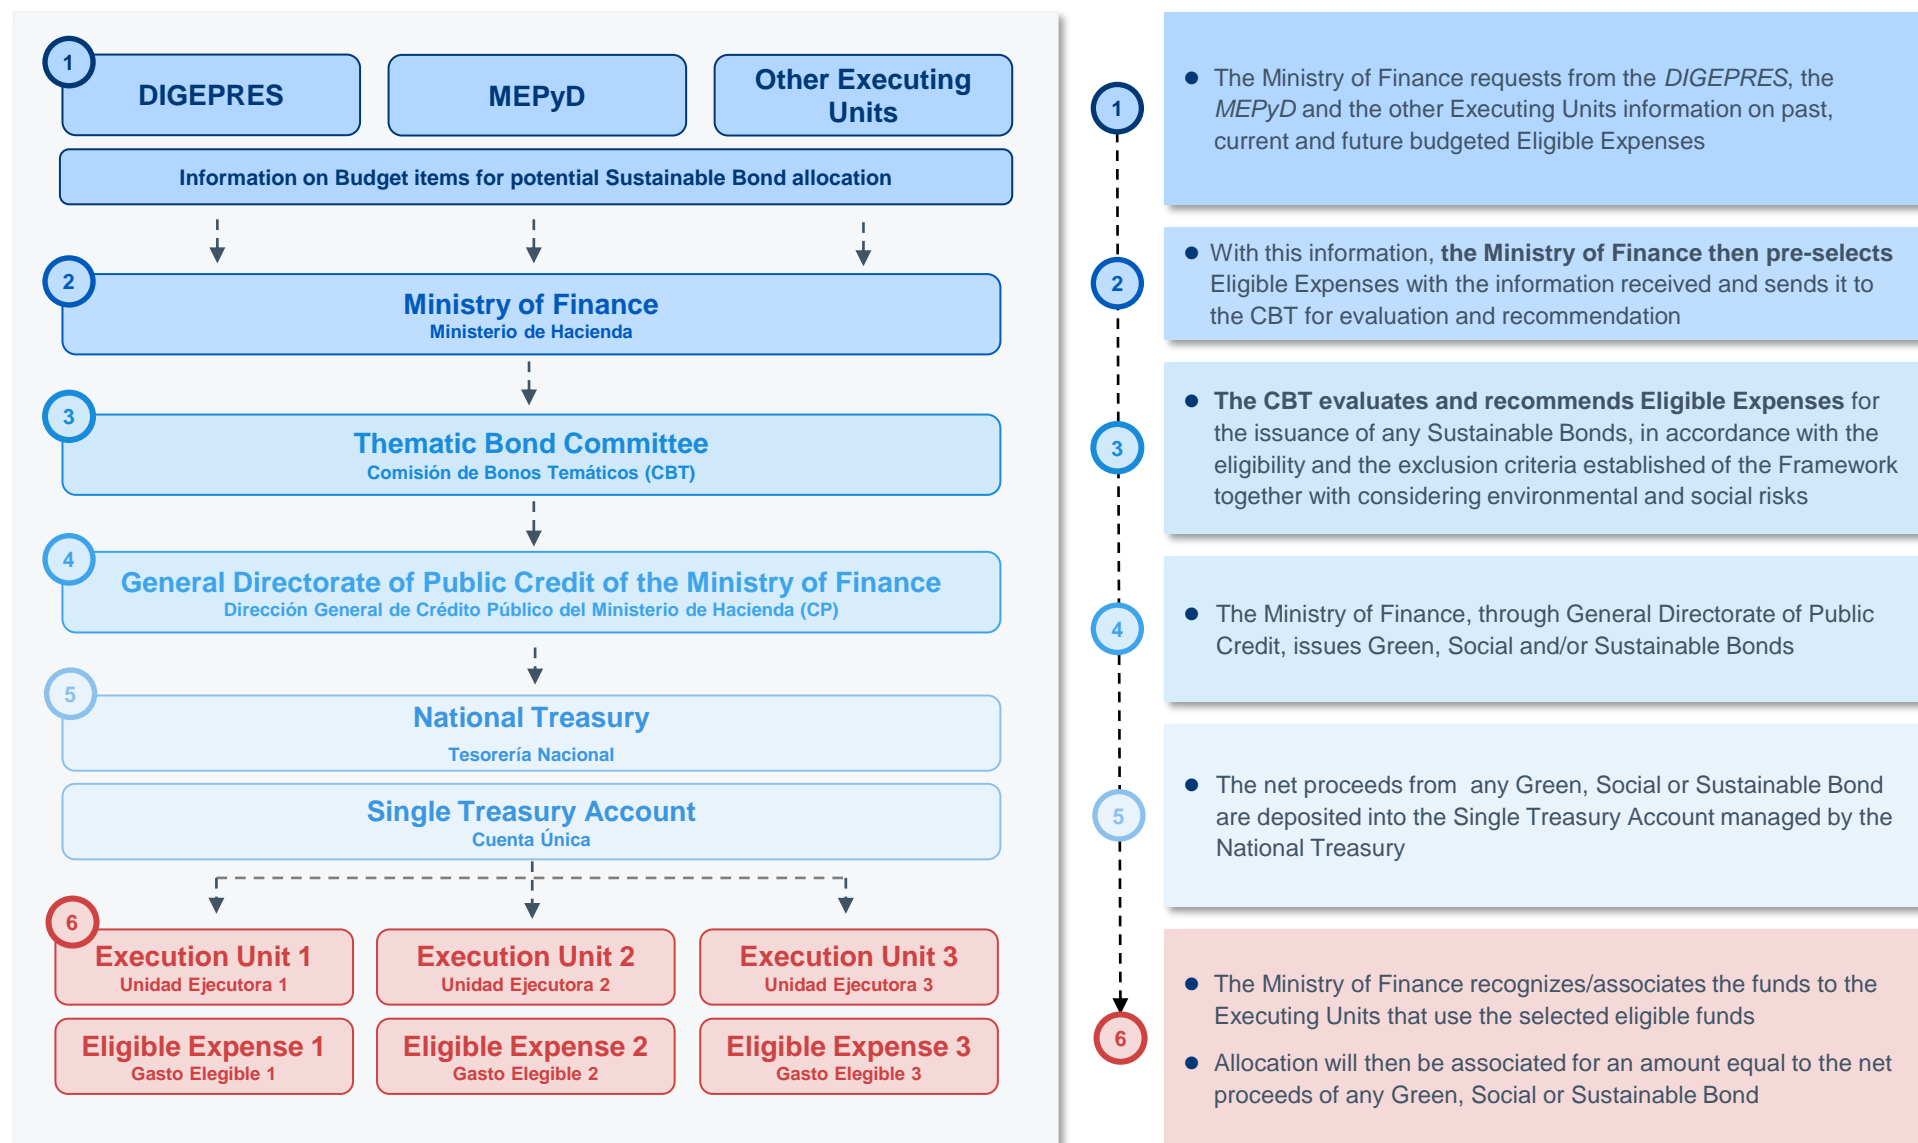 1
DIGEPRES
MEPyD
Other Executing
Units
Information on Budget items for potential Sustainable Bond allocation
2
Ministry of Finance
Ministerio de Hacienda
3
Thematic Bond Committee
Comisión de Bonos Temáticos (CBT)
4
General Directorate of Public Credit of the Ministry of Finance
Dirección General de Crédito Público del Ministerio de Hacienda (CP)
5
National Treasury
Tesorería Nacional
Single Treasury Account
Cuenta Única
6
Execution Unit 1
Unidad Ejecutora 1
Execution Unit 2
Unidad Ejecutora 2
Execution Unit 3
Unidad Ejecutora 3
Eligible Expense 1
Gasto Elegible 1
Eligible Expense 2
Gasto Elegible 2
Eligible Expense 3
Gasto Elegible 3
1
● The Ministry of Finance requests from the DIGEPRES, the
MEPyD and the other Executing Units information on past,
current and future budgeted Eligible Expenses
2
● With this information, the Ministry of Finance then pre-selects
Eligible Expenses with the information received and sends it to
the CBT for evaluation and recommendation
3
● The CBT evaluates and recommends Eligible Expenses for
the issuance of any Sustainable Bonds, in accordance with the
eligibility and the exclusion criteria established of the Framework
together with considering environmental and social risks
4
● The Ministry of Finance, through General Directorate of Public
Credit, issues Green, Social and/or Sustainable Bonds
5
● The net proceeds from any Green, Social or Sustainable Bond
are deposited into the Single Treasury Account managed by the
National Treasury
6
● The Ministry of Finance recognizes/associates the funds to the
Executing Units that use the selected eligible funds
● Allocation will then be associated for an amount equal to the net
proceeds of any Green, Social or Sustainable Bond